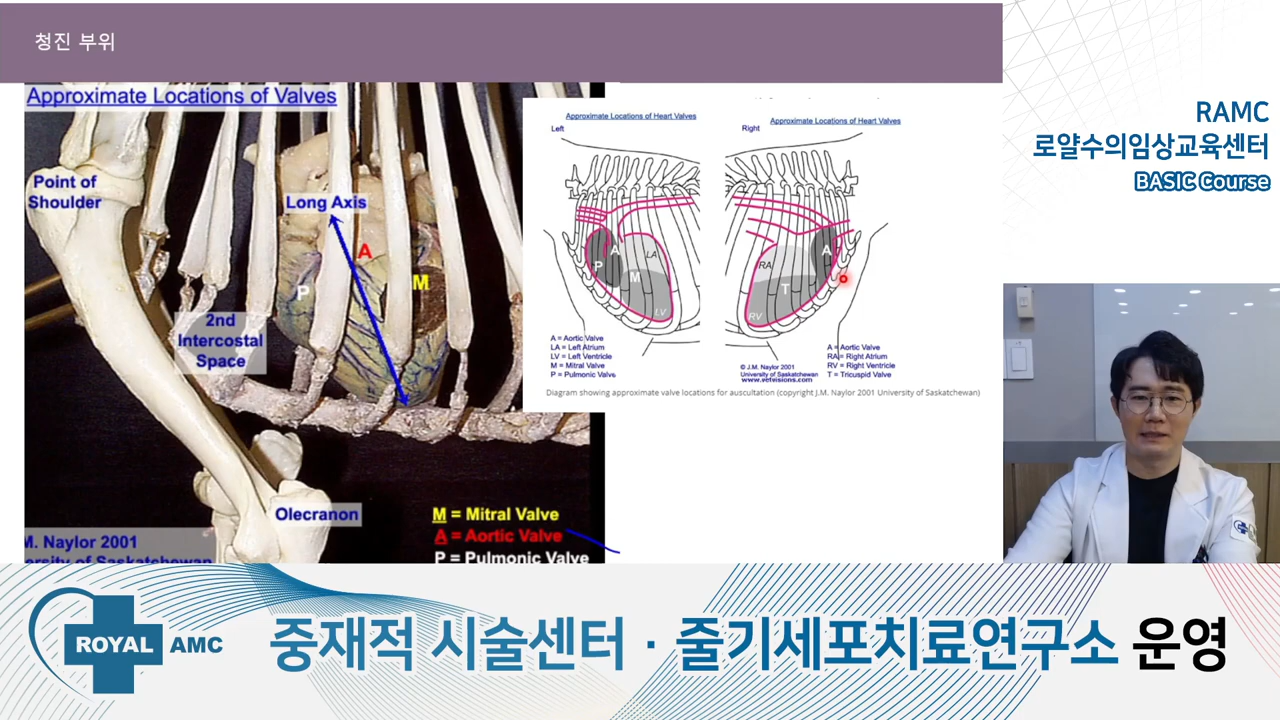 청진 부위
Approximate Locations of Valves
Point of
Shoulder
Long Axis
A
P
M
2nd
Intercostal
Space
Olecranon
M = Mitral Valve
A = Aortic Valve
P = Pulmonic Valve
M. Naylor 2001
ersity of Saskatchewan
Approximate Locations of Heart Valves
Left
A
P
LA
M
LV
A = Aortic Valve
LA = Left Atrium
LV = Left Ventricle
M = Mitral Valve
P = Pulmonic Valve
Approximate Locations of Heart Valves
Right
A
RA
T
RV
© J.M. Naylor 2001
University of Saskatchewan
www.vetvisions.com
A = Aortic Valve
RA= Right Atrium
RV = Right Ventricle
T = Tricuspid Valve
Diagram showing approximate valve locations for auscultation (copyright J.M. Naylor 2001 University of Saskatchewan)
RAMC
로얄수의임상교육센터
BASIC Course
ROYAL AMC
중재적 시술센터 · 줄기세포치료연구소 운영